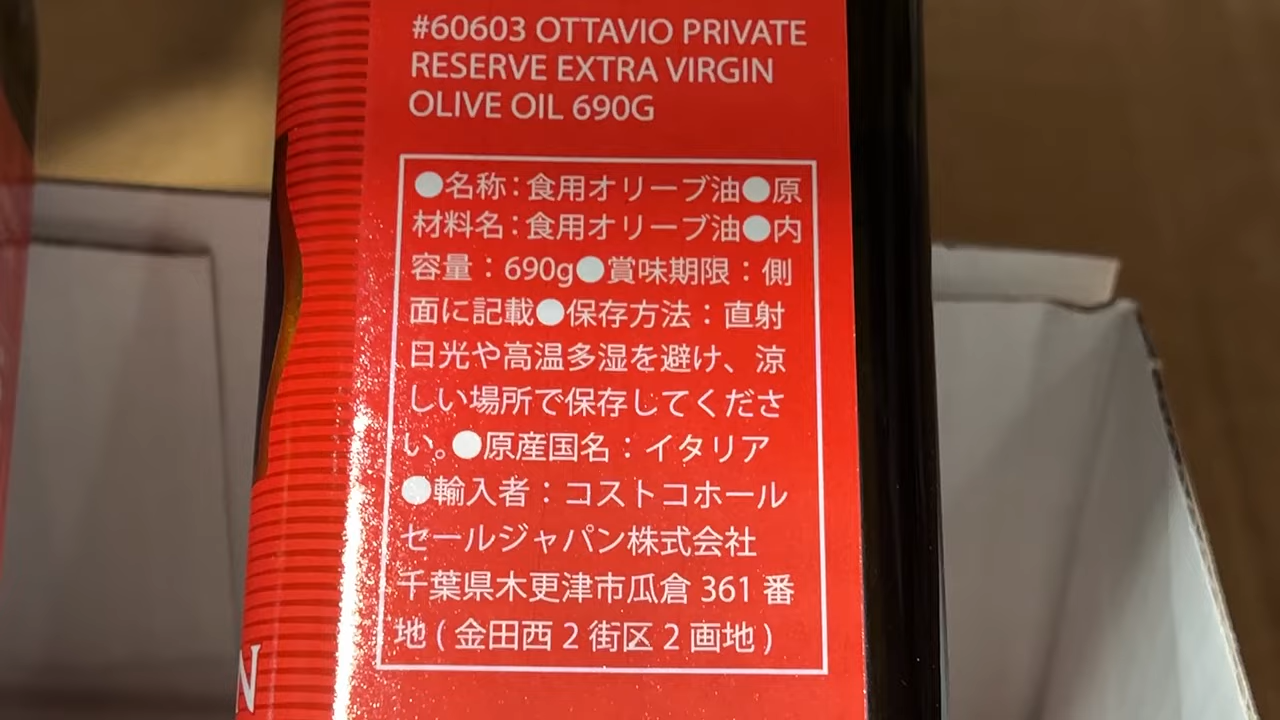 #60603 OTTAVIO PRIVATE
RESERVE EXTRA VIRGIN
OLIVE OIL 690G
●名称：食用オリーブ油●原
材料名：食用オリーブ油●内
容量：690g●賞味期限：側
面に記載●保存方法：直射
日光や高温多湿を避け、涼
しい場所で保存してくださ
い。●原産国名：イタリア
●輸入者：コストコホール
セールジャパン株式会社
千葉県木更津市瓜倉 361 番
地 ( 金田西 2 街区 2 画地 )
N